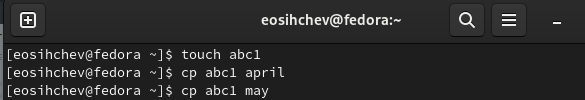 eosihchev@fedora:~
[eosihchev@fedora ~]$ touch abc1
[eosihchev@fedora ~]$ cp abc1 april
[eosihchev@fedora ~]$ cp abc1 may